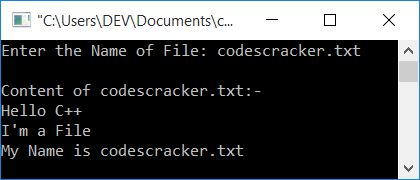 "C:\Users\DEV\Documents\c...
Enter the Name of File: codescracker.txt
Content of codescracker.txt:-
Hello C++
I'm a File
My Name is codescracker.txt